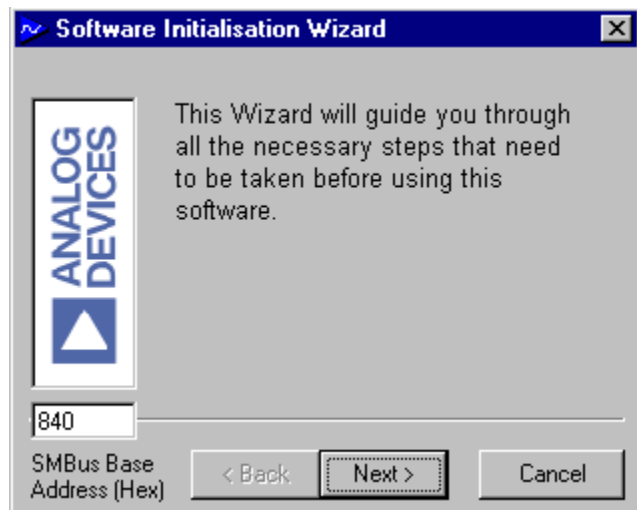 Software Initialisation Wizard
ANALOG
DEVICES
This Wizard will guide you through
all the necessary steps that need
to be taken before using this
software.
840
SMBus Base
Address (Hex)
< Back
Next >
Cancel